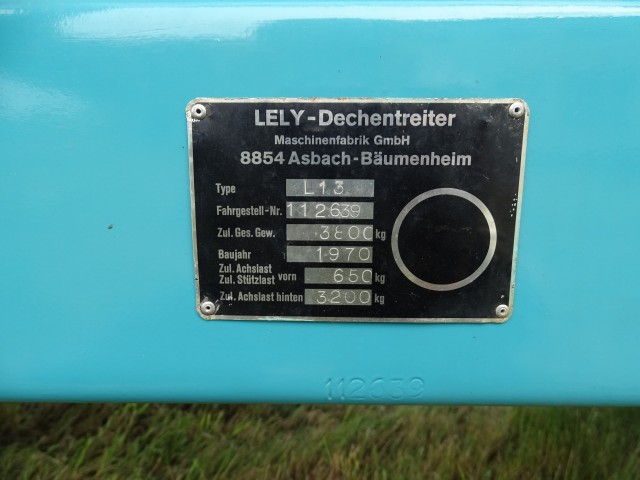 LELY-Dechentreiter
Maschinenfabrik GmbH
8854 Asbach-Bäumenheim
Type L13
Fahrgestell-Nr. 112639
Zul. Ges. Gew. 3800 kg
Baujahr 1970
Zul. Achslast
Zul. Stützlast vorn 650 kg
Zul. Achslast hinten 3200 kg
112639